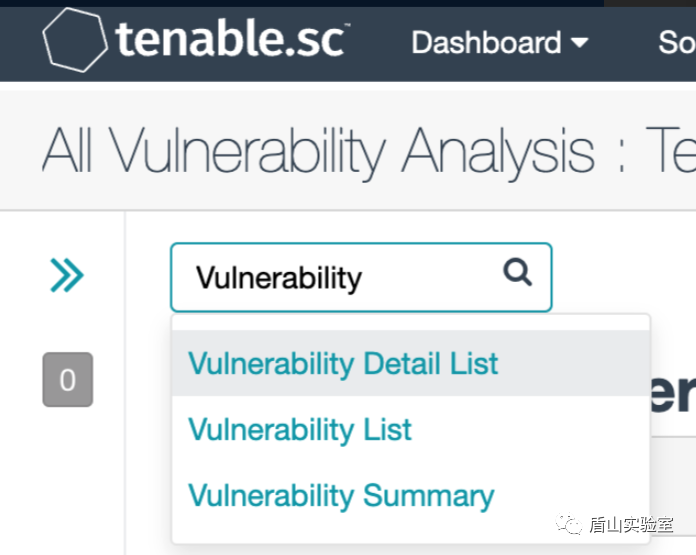 tenable.sc™ Dashboard So
All Vulnerability Analysis : Te
Vulnerability
0
Vulnerability Detail List
er
Vulnerability List
Vulnerability Summary
盾山实验室